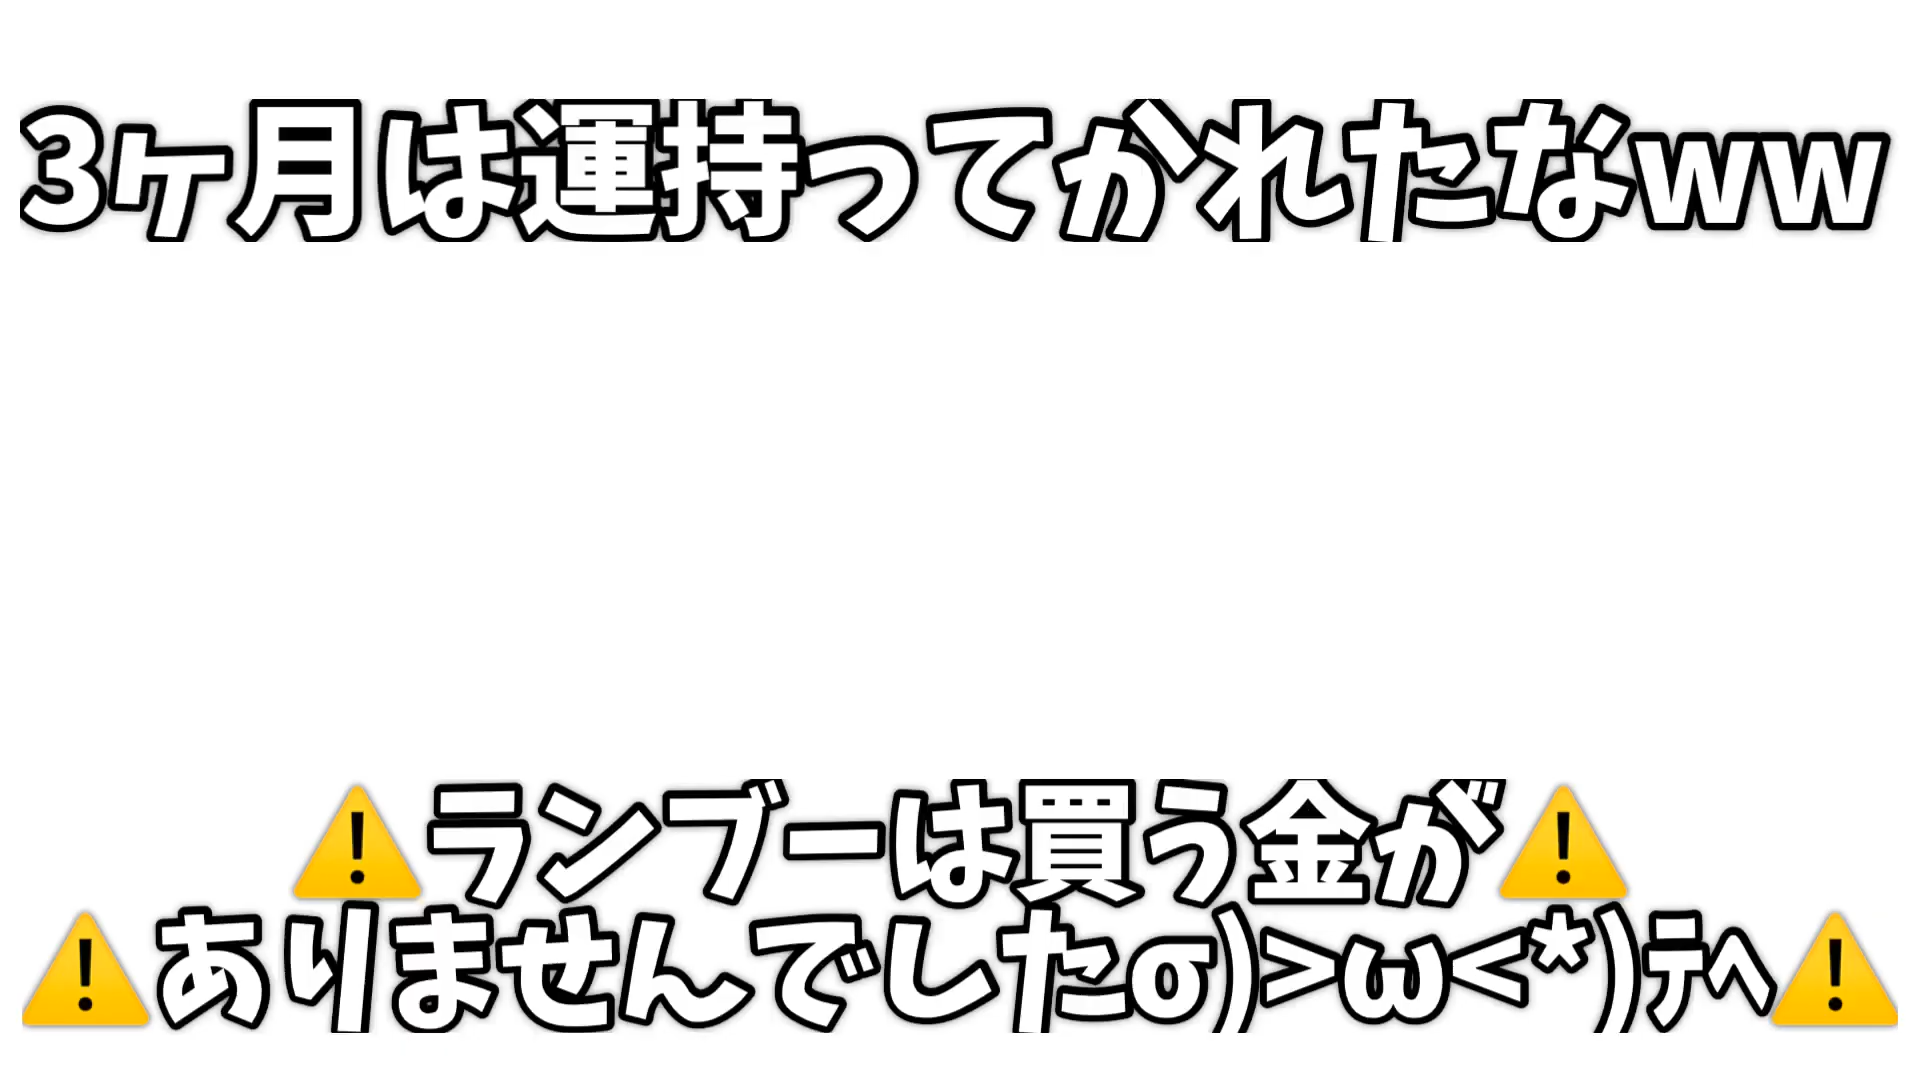 3ヶ月は運持ってかれたなww
⚠️ランブーは買う金が⚠️
⚠️ありませんでしたσ)>ω<*)ﾃﾍ⚠️